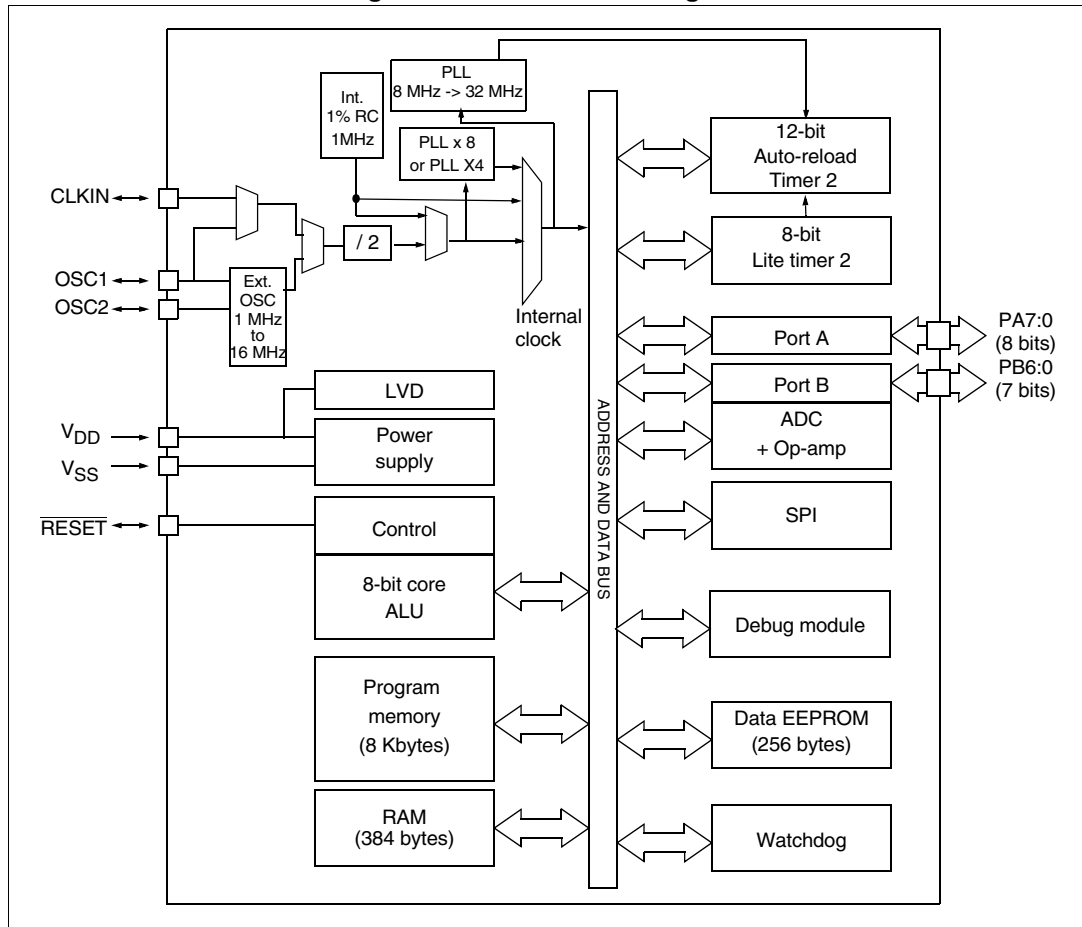 PLL
8 MHz -> 32 MHz
Int.
1% RC
1MHz
PLL x 8
or PLL X4
12-bit
Auto-reload
Timer 2
CLKIN
/ 2
8-bit
Lite timer 2
OSC1
OSC2
Ext.
OSC
1 MHz
to
16 MHz
Internal
clock
Port A
PA7:0
(8 bits)
Port B
PB6:0
(7 bits)
LVD
ADC
+ Op-amp
VDD
VSS
Power
supply
ADDRESS AND DATA BUS
RESET
Control
SPI
8-bit core
ALU
Debug module
Program
memory
(8 Kbytes)
Data EEPROM
(256 bytes)
RAM
(384 bytes)
Watchdog